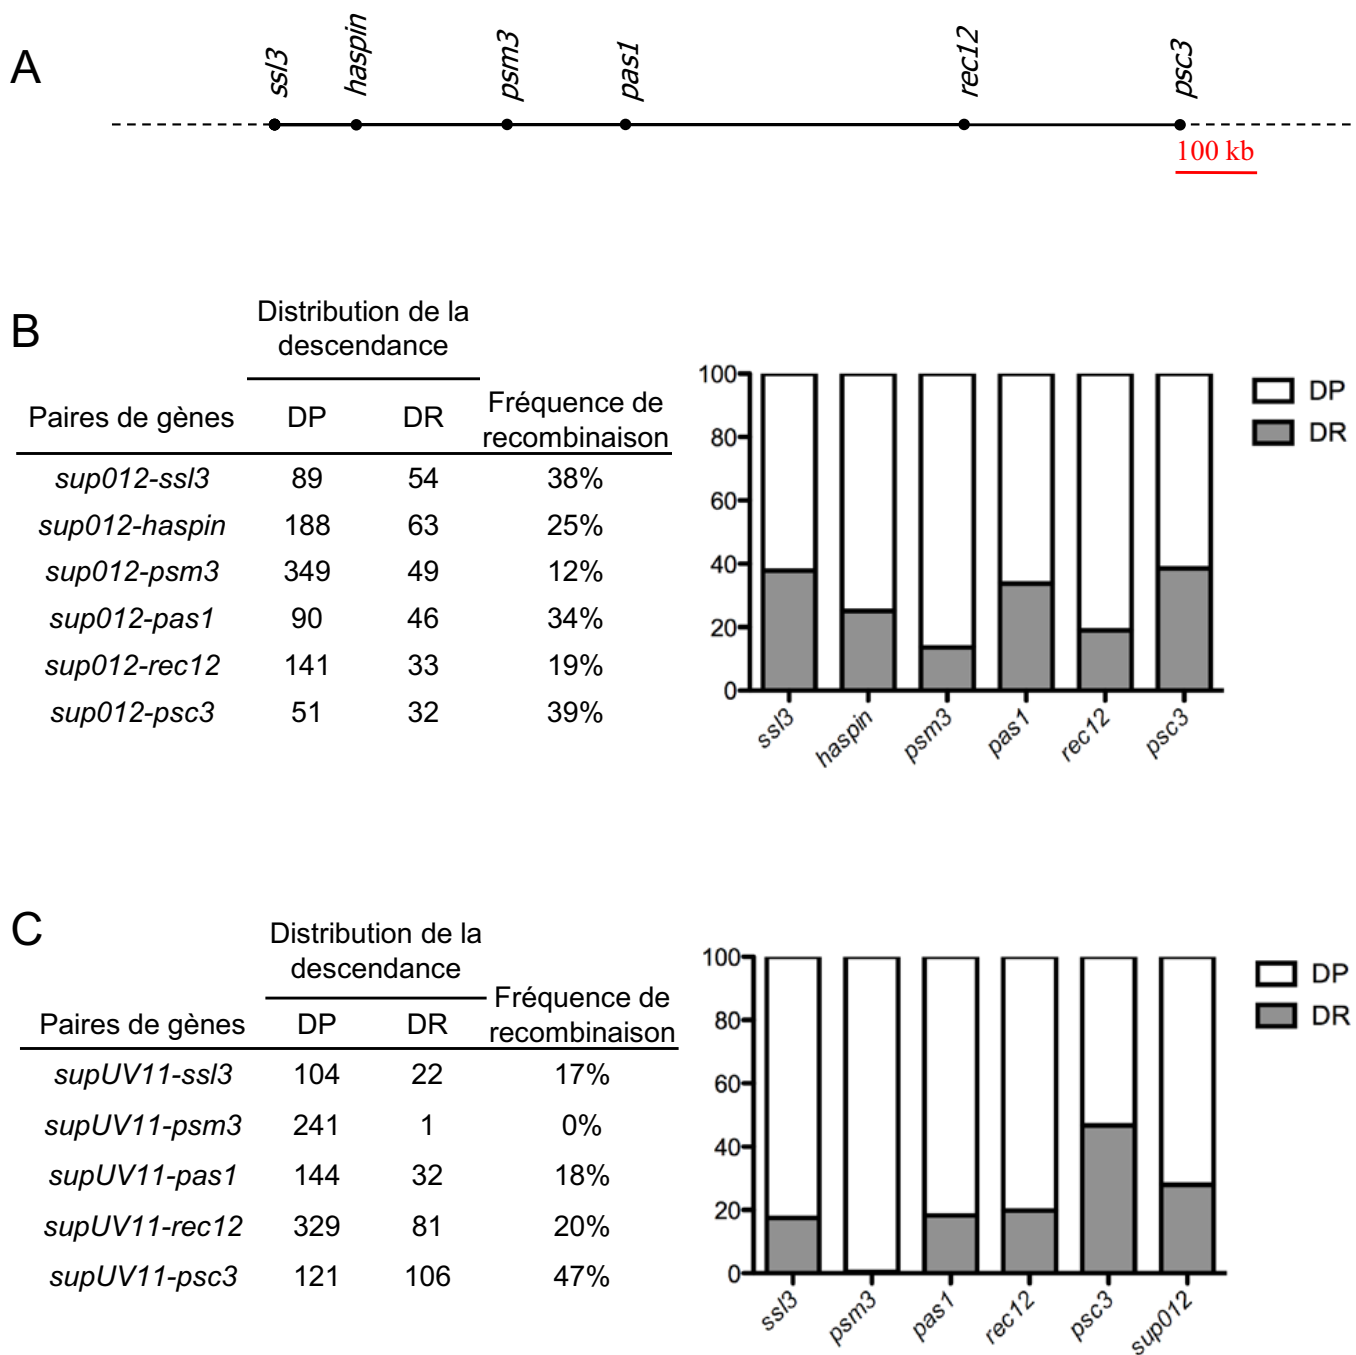 A
ssl3 haspin psm3 pas1 rec12 psc3
100 kb
B
Distribution de la
descendance
Paires de gènes DP DR Fréquence de
recombinaison
sup012-ssl3 89 54 38%
sup012-haspin 188 63 25%
sup012-psm3 349 49 12%
sup012-pas1 90 46 34%
sup012-rec12 141 33 19%
sup012-psc3 51 32 39%
100
80
60
40
20
0
ssl3 haspin psm3 pas1 rec12 psc3
DP
DR
C
Distribution de la
descendance
Paires de gènes DP DR Fréquence de
recombinaison
supUV11-ssl3 104 22 17%
supUV11-psm3 241 1 0%
supUV11-pas1 144 32 18%
supUV11-rec12 329 81 20%
supUV11-psc3 121 106 47%
100
80
60
40
20
0
ssl3 psm3 pas1 rec12 psc3 sup012
DP
DR